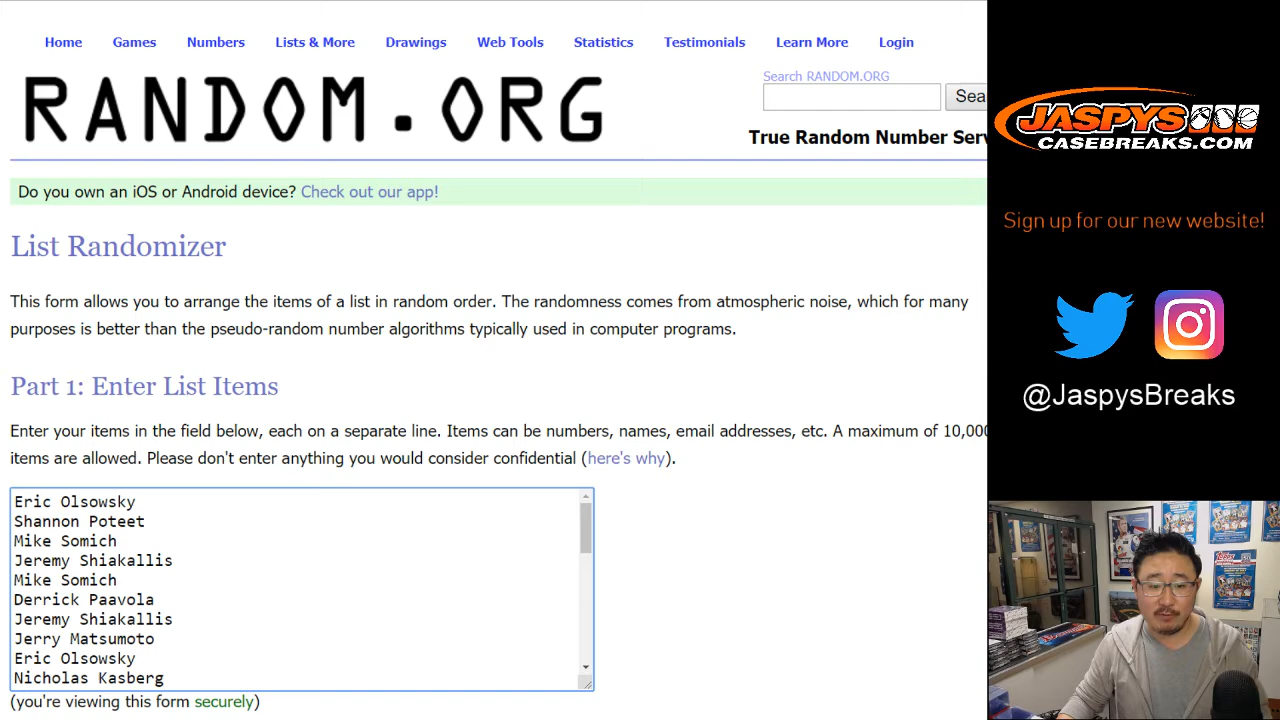 Home Games Numbers Lists & More Drawings Web Tools Statistics Testimonials Learn More Login
RANDOM.ORG
Search RANDOM.ORG
Sea
True Random Number Serv
Do you own an iOS or Android device? Check out our app!
List Randomizer
This form allows you to arrange the items of a list in random order. The randomness comes from atmospheric noise, which for many
purposes is better than the pseudo-random number algorithms typically used in computer programs.
Part 1: Enter List Items
Enter your items in the field below, each on a separate line. Items can be numbers, names, email addresses, etc. A maximum of 10,000
items are allowed. Please don't enter anything you would consider confidential (here's why).
Eric Olsowsky
Shannon Poteet
Mike Somich
Jeremy Shiakallis
Mike Somich
Derrick Paavola
Jeremy Shiakallis
Jerry Matsumoto
Eric Olsowsky
Nicholas Kasberg
(you're viewing this form securely)
JASPYS
CASEBREAKS.COM
Sign up for our new website!
@JaspysBreaks